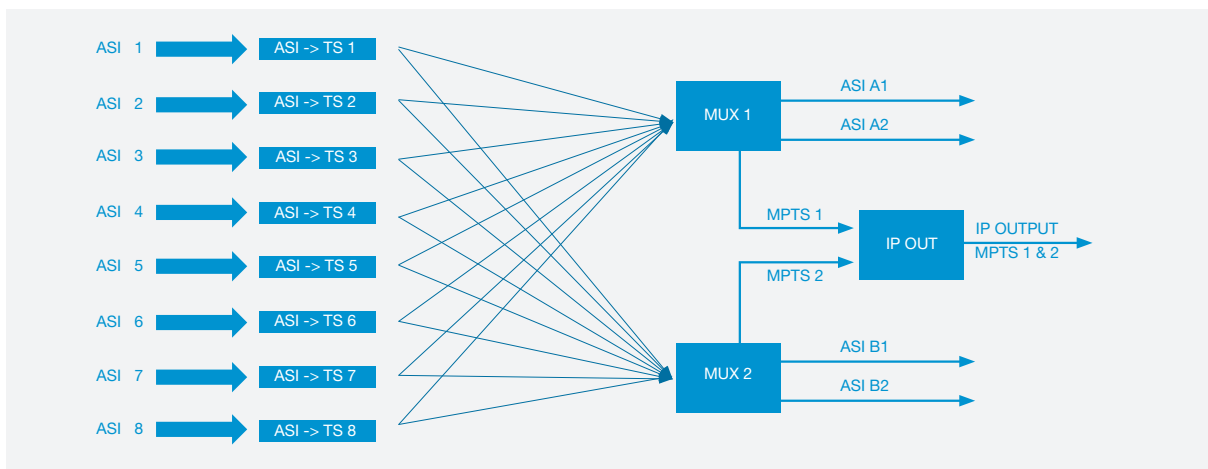 ASI 1
ASI -> TS 1
ASI 2
ASI -> TS 2
ASI 3
ASI -> TS 3
ASI 4
ASI -> TS 4
ASI 5
ASI -> TS 5
ASI 6
ASI -> TS 6
ASI 7
ASI -> TS 7
ASI 8
ASI -> TS 8
MUX 1
ASI A1
ASI A2
MPTS 1
IP OUT
IP OUTPUT
MPTS 1 & 2
MPTS 2
MUX 2
ASI B1
ASI B2